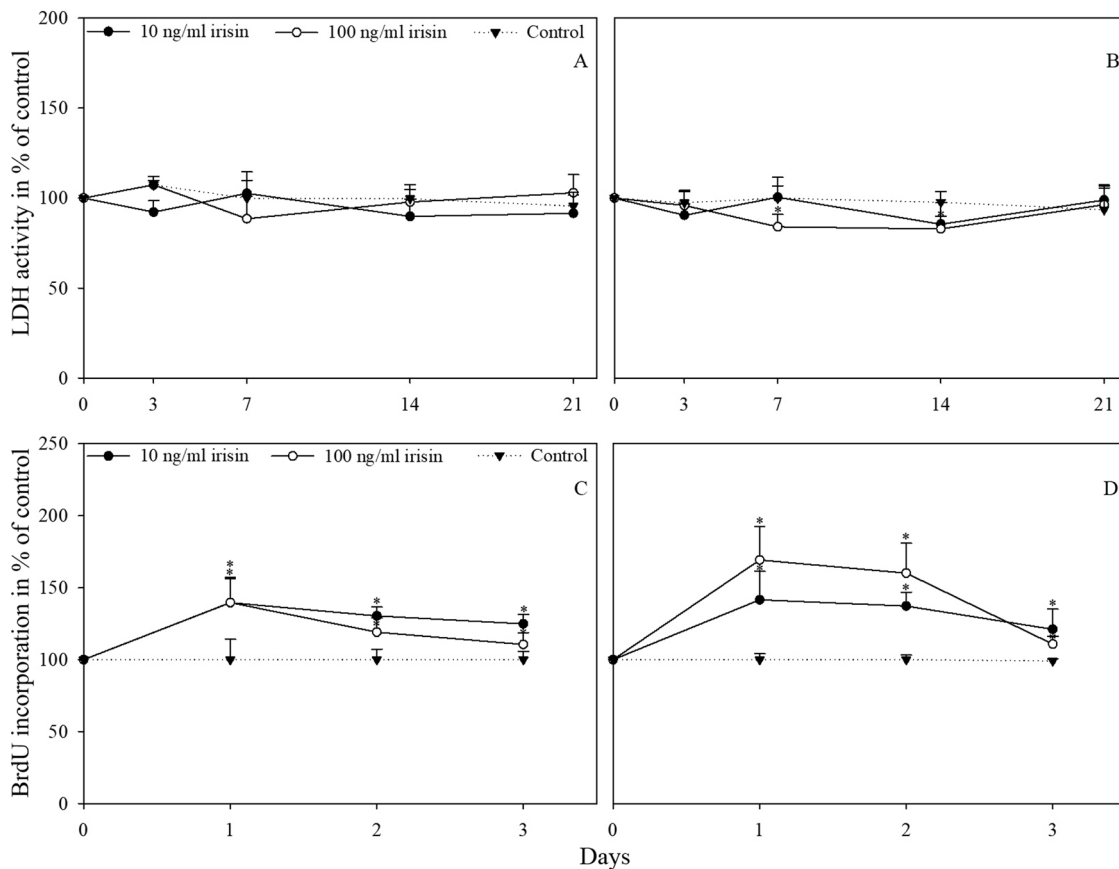 200
10 ng/ml irisin 100 ng/ml irisin Control
A
B
150
100
*
*
50
0
LDH activity in % of control
0 3 7 14 21
0 3 7 14 21
250
10 ng/ml irisin 100 ng/ml irisin Control
C
D
200
150
*
*
*
*
*
*
*
*
*
*
*
*
100
50
0
BrdU incorporation in % of control
0 1 2 3
0 1 2 3
Days